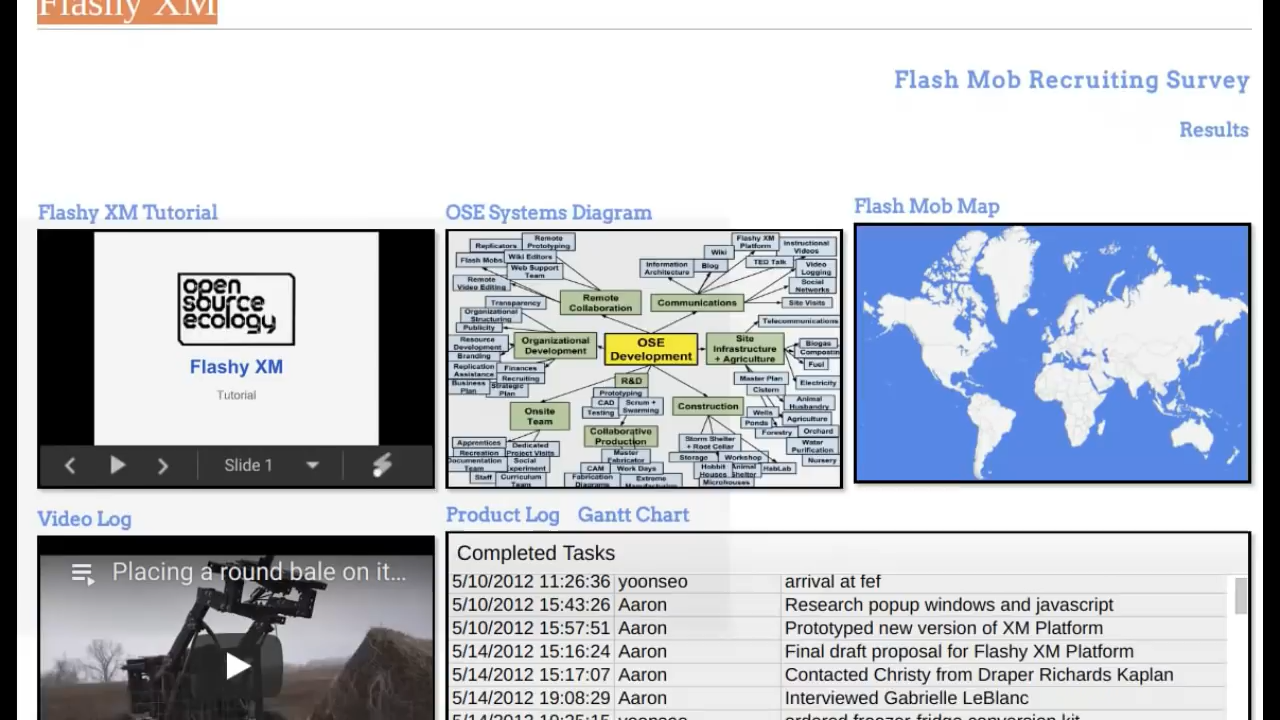 Flashy XM
Flash Mob Recruiting Survey
Results
Flashy XM Tutorial
open
source
ecology
Flashy XM
Tutorial
Slide 1
OSE Systems Diagram
Replicators
Remote
Prototyping
Flash Mobs
Wiki Editors
Web Support
Team
Remote
Video Editing
Remote
Collaboration
Transparency
Organizational
Structuring
Publicity
Resource
Development
Branding
Organizational
Development
Replication
Assistance
Finances
Recruiting
Business
Plan
Strategic
Plan
Wiki
Flashy XM
Platform
Instructional
Videos
Information
Architecture
Blog
TED Talk
Video
Logging
Social
Networks
Communications
Site Visits
Telecommunications
OSE
Development
Site
Infrastructure
+ Agriculture
Biogas
Fuel
Electricity
Master Plan
Cistern
Animal
Husbandry
Wells
Agriculture
Ponds
Forestry
Orchard
Water
Purification
Nursery
R&D
Prototyping
CAD
Scrum +
Swarming
Testing
Construction
Onsite
Team
Collaborative
Production
Apprentices
Dedicated
Project Visits
Recreation
Documentation
Team
Social
Experiment
Staff
Curriculum
Team
Master
Fabricator
CAM
Work Days
Fabrication
Diagrams
Extreme
Manufacturing
Storm Shelter
+ Root Cellar
Storage
Workshop
Hobbit
Houses
Animal
Shelter
HabLab
Microhouses
Flash Mob Map
Video Log
Placing a round bale on it...
Product Log Gantt Chart
Completed Tasks
5/10/2012 11:26:36 yoonseo arrival at fef
5/10/2012 15:43:26 Aaron Research popup windows and javascript
5/10/2012 15:57:51 Aaron Prototyped new version of XM Platform
5/14/2012 15:16:24 Aaron Final draft proposal for Flashy XM Platform
5/14/2012 15:17:07 Aaron Contacted Christy from Draper Richards Kaplan
5/14/2012 19:08:29 Aaron Interviewed Gabrielle LeBlanc